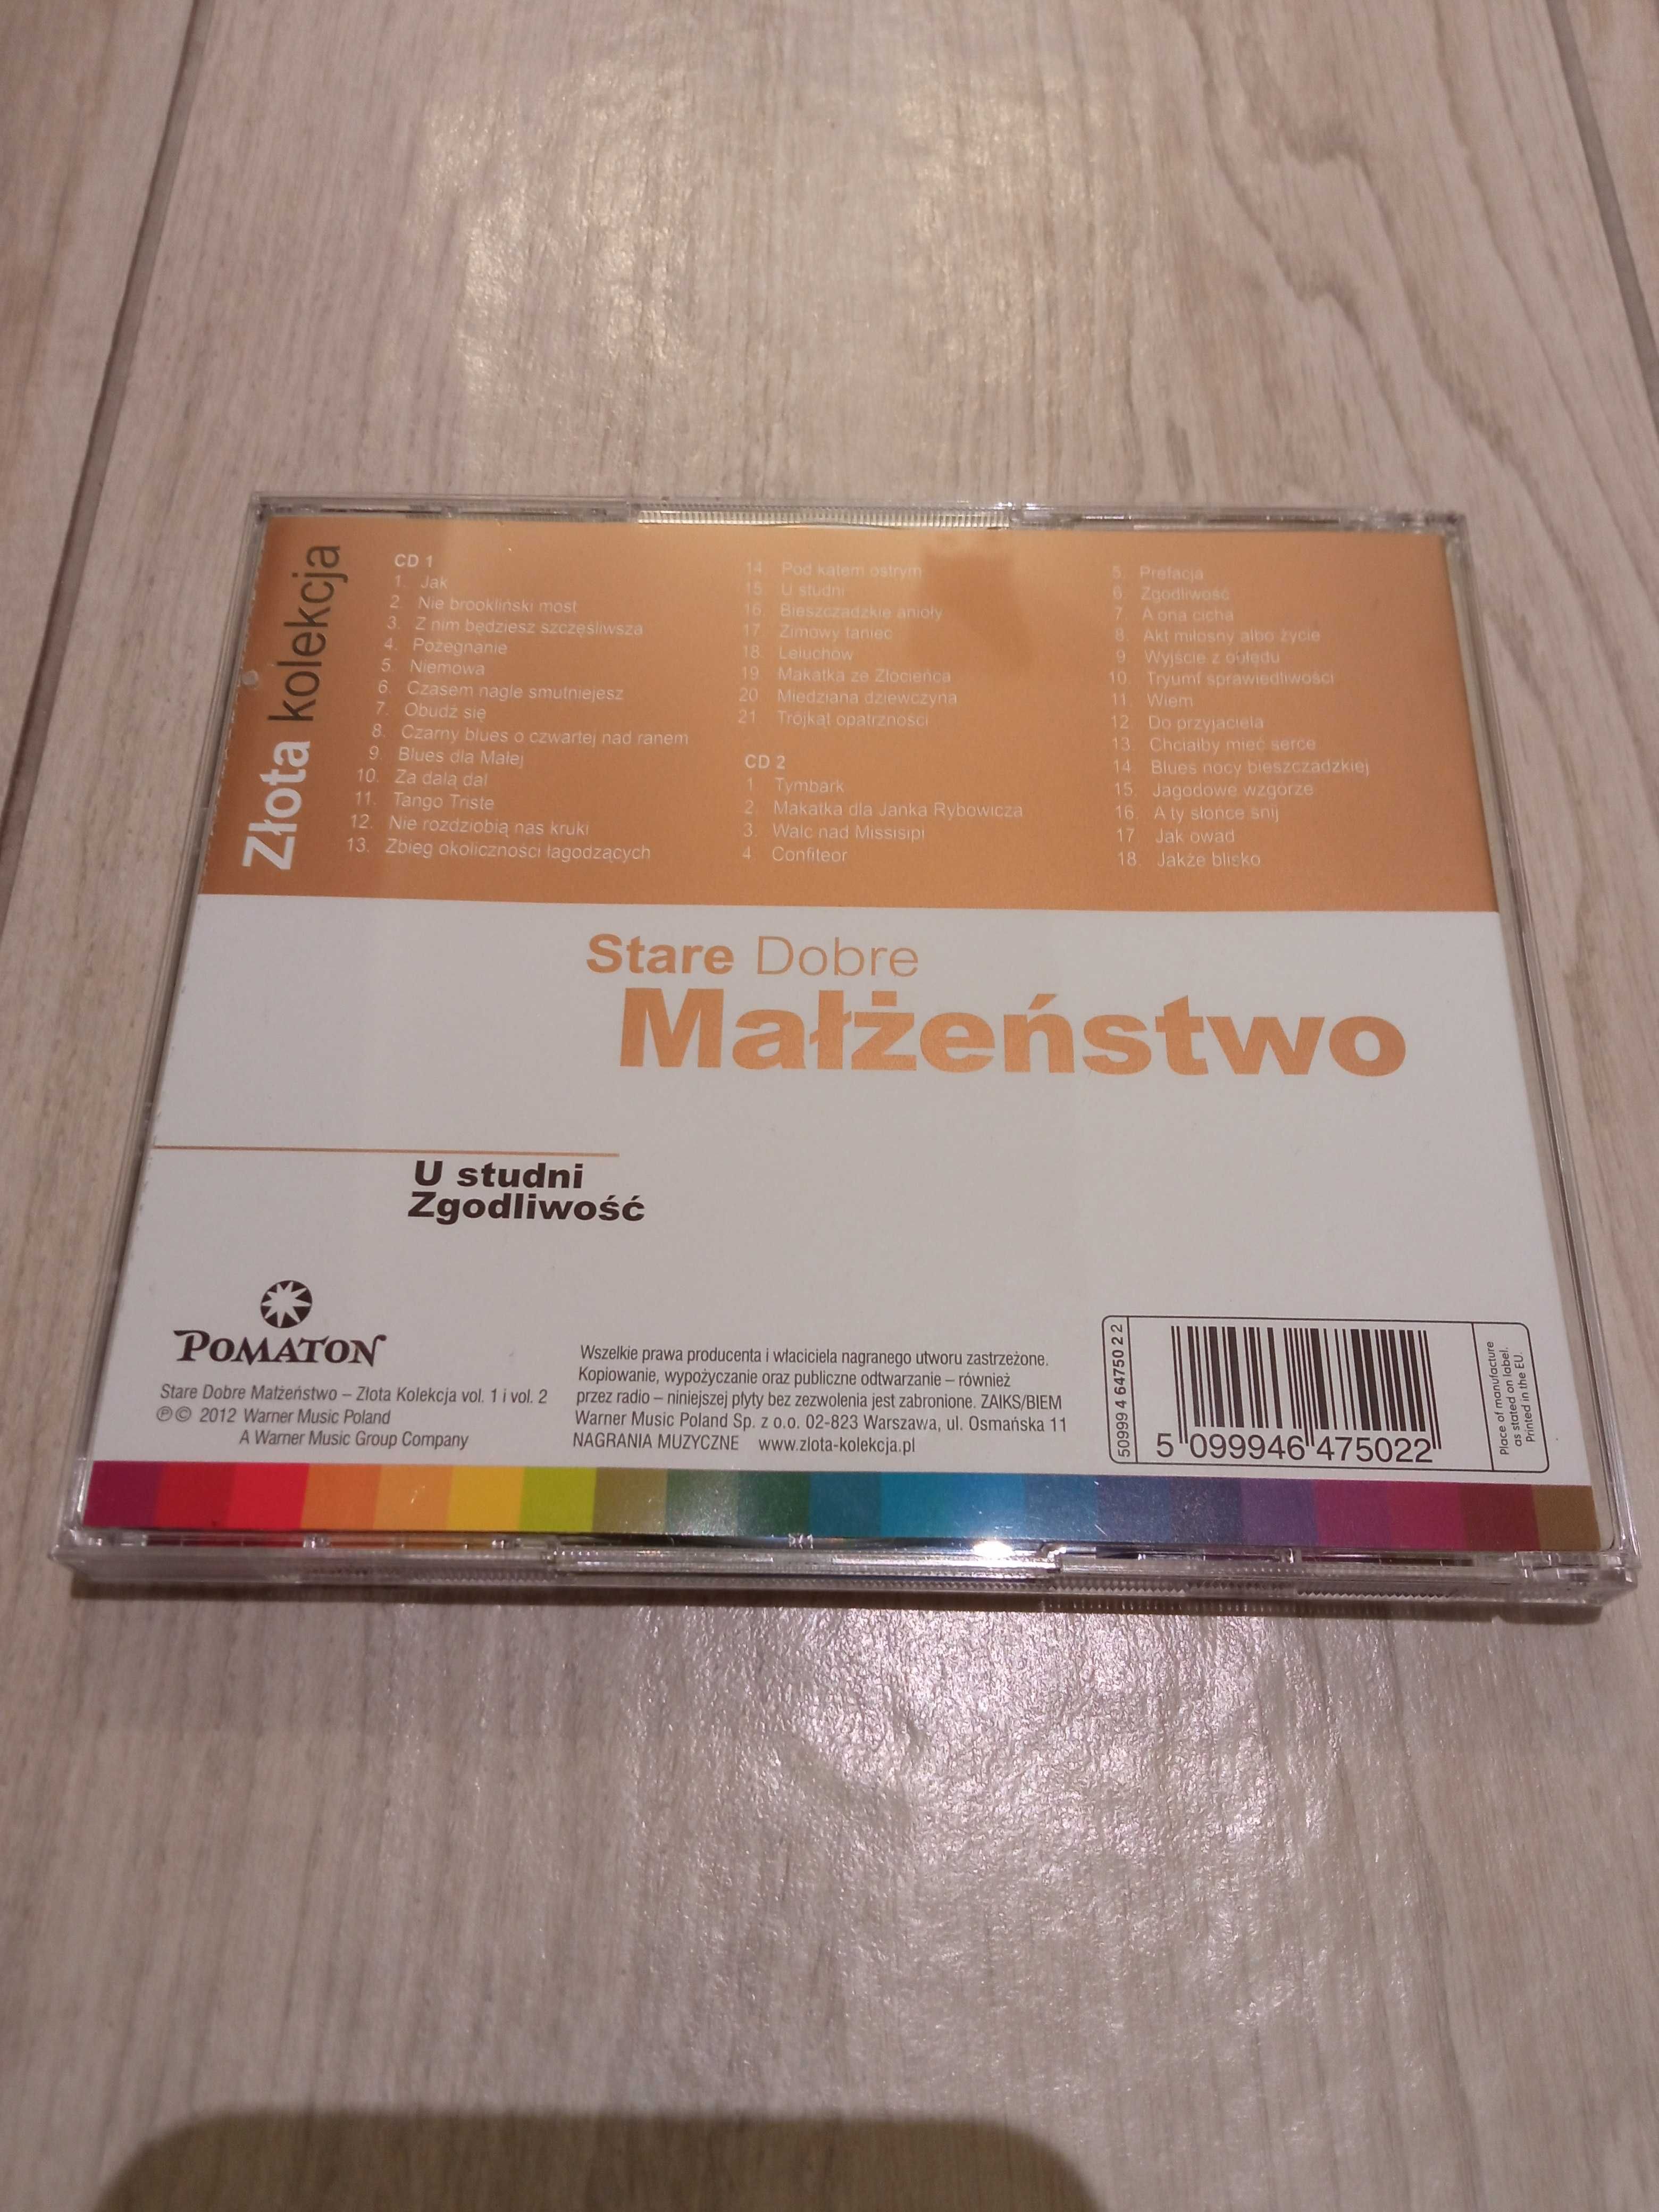 Złota kolekcja
CD 1
1. Jak
2. Nie brookliński most
3. Z nim będziesz szczęśliwsza
4. Pożegnanie
5. Niemowa
6. Czasem nagle smutniejesz
7. Obudź się
8. Czarny blues o czwartej nad ranem
9. Blues dla Małej
10. Za dalą dal
11. Tango Triste
12. Nie rozdziobią nas kruki
13. Zbieg okoliczności łagodzących
14. Pod kątem ostrym
15. U studni
16. Bieszczadzkie anioły
17. Zimowy taniec
18. Leluchów
19. Makatka ze Złocieńca
20. Miedziana dziewczyna
21. Trójkąt opatrzności
CD 2
1. Tymbark
2. Makatka dla Janka Rybowicza
3. Walc nad Missisipi
4. Confiteor
5. Prefacja
6. Zgodliwość
7. A ona cicha
8. Akt miłosny albo życie
9. Wyjście z obłędu
10. Tryumf sprawiedliwości
11. Wiem
12. Do przyjaciela
13. Chciałby mieć serce
14. Blues nocy bieszczadzkiej
15. Jagodowe wzgórze
16. A ty słońce śnij
17. Jak owad
18. Jakże blisko
Stare Dobre
Małżeństwo
U studni
Zgodliwość
POMATON
Stare Dobre Małżeństwo – Złota Kolekcja vol. 1 i vol. 2
℗© 2012 Warner Music Poland
A Warner Music Group Company
Wszelkie prawa producenta i właściciela nagranego utworu zastrzeżone.
Kopiowanie, wypożyczanie oraz publiczne odtwarzanie – również
przez radio – niniejszej płyty bez zezwolenia jest zabronione. ZAIKS/BIEM
Warner Music Poland Sp. z o.o. 02-823 Warszawa, ul. Osmańska 11
NAGRANIA MUZYCZNE www.zlota-kolekcja.pl
50999 4 64750 2 2
5 099946 475022
Place of manufacture
as stated on label.
Printed in the EU.